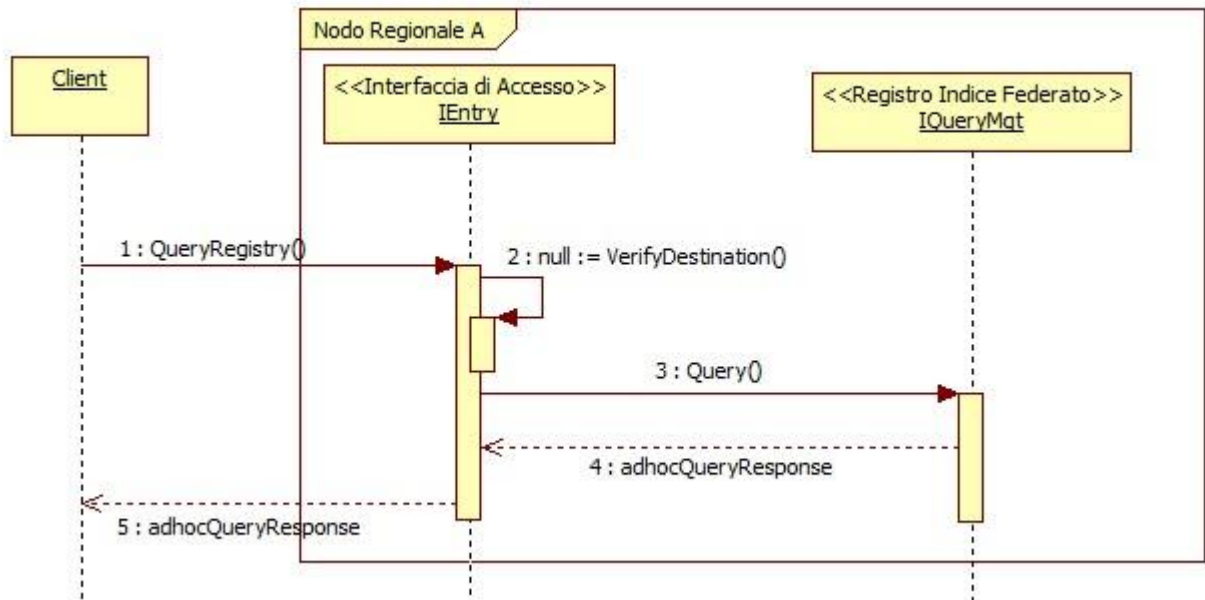 Nodo Regionale A
Client
<<Interfaccia di Accesso>>
IEntry
<<Registro Indice Federato>>
IQueryMgt
1 : QueryRegistry()
2 : null := VerifyDestination()
3 : Query()
4 : adhocQueryResponse
5 : adhocQueryResponse